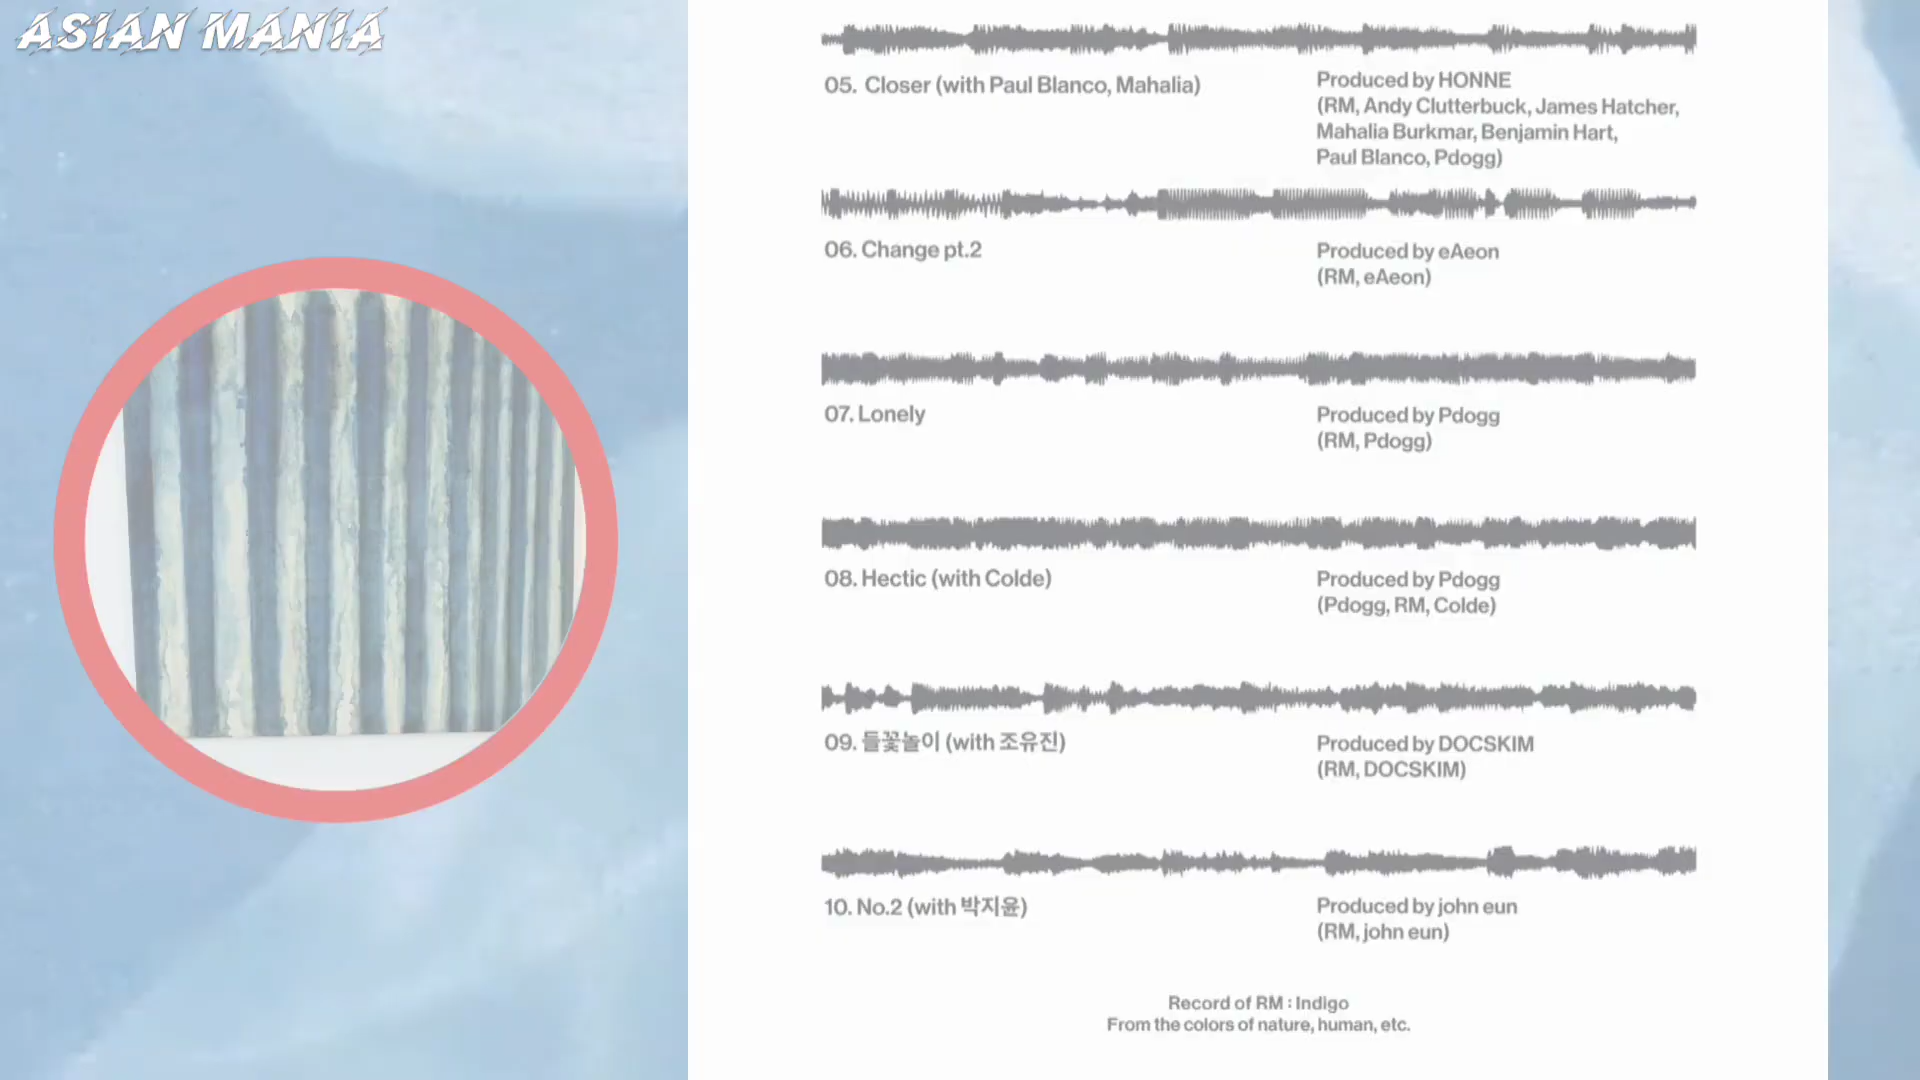 ASIAN MANIA
05. Closer (with Paul Blanco, Mahalia)
Produced by HONNE
(RM, Andy Clutterbuck, James Hatcher,
Mahalia Burkmar, Benjamin Hart,
Paul Blanco, Pdogg)
06. Change pt.2
Produced by eAeon
(RM, eAeon)
07. Lonely
Produced by Pdogg
(RM, Pdogg)
08. Hectic (with Colde)
Produced by Pdogg
(Pdogg, RM, Colde)
09. 들꽃놀이 (with 조유진)
Produced by DOCSKIM
(RM, DOCSKIM)
10. No.2 (with 박지윤)
Produced by john eun
(RM, john eun)
Record of RM : Indigo
From the colors of nature, human, etc.